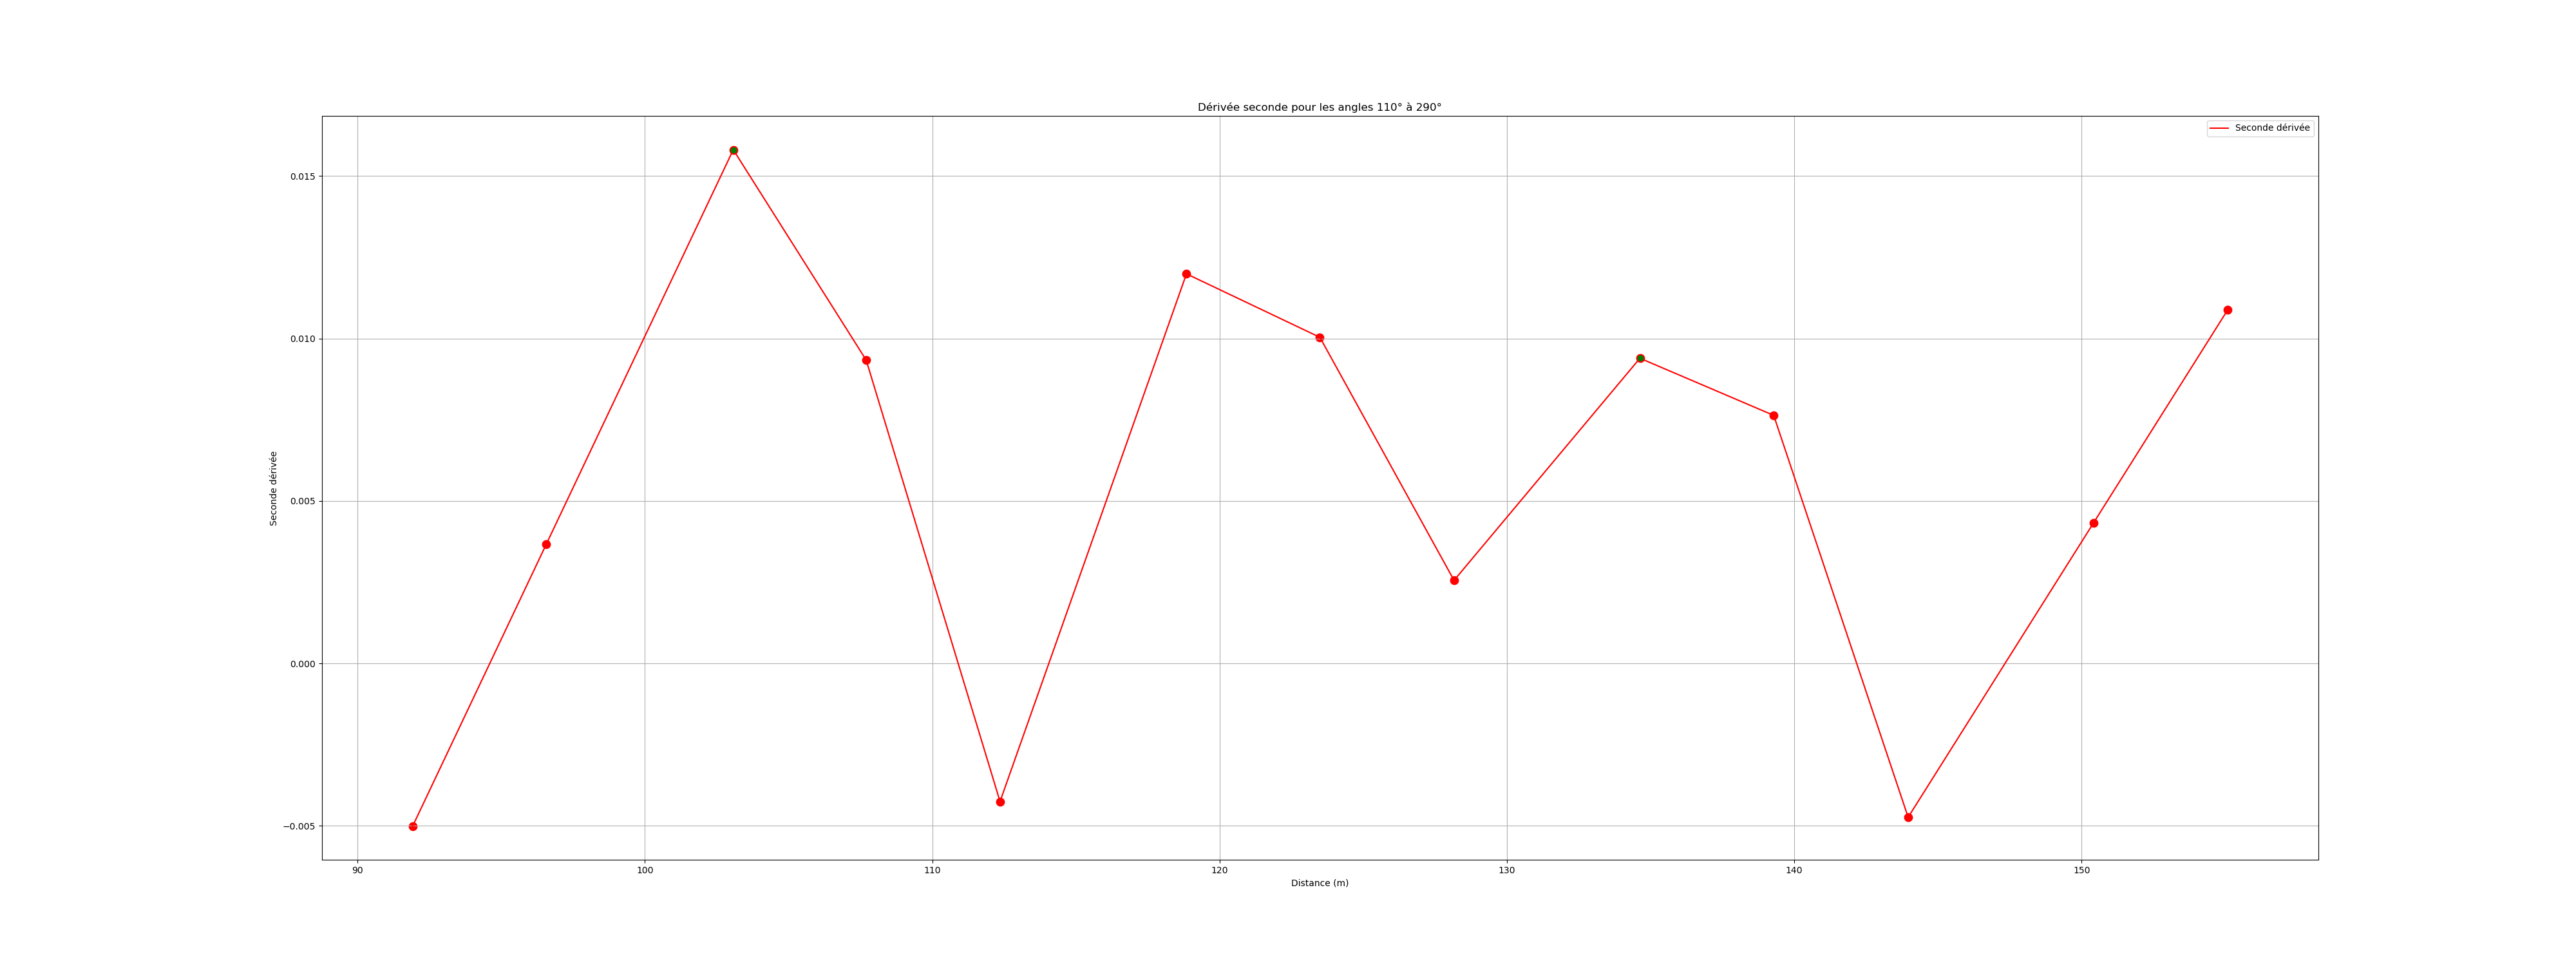 Dérivée seconde pour les angles 110° à 290°
Seconde dérivée
0.015
0.010
0.005
0.000
−0.005
Seconde dérivée
90 100 110 120 130 140 150
Distance (m)